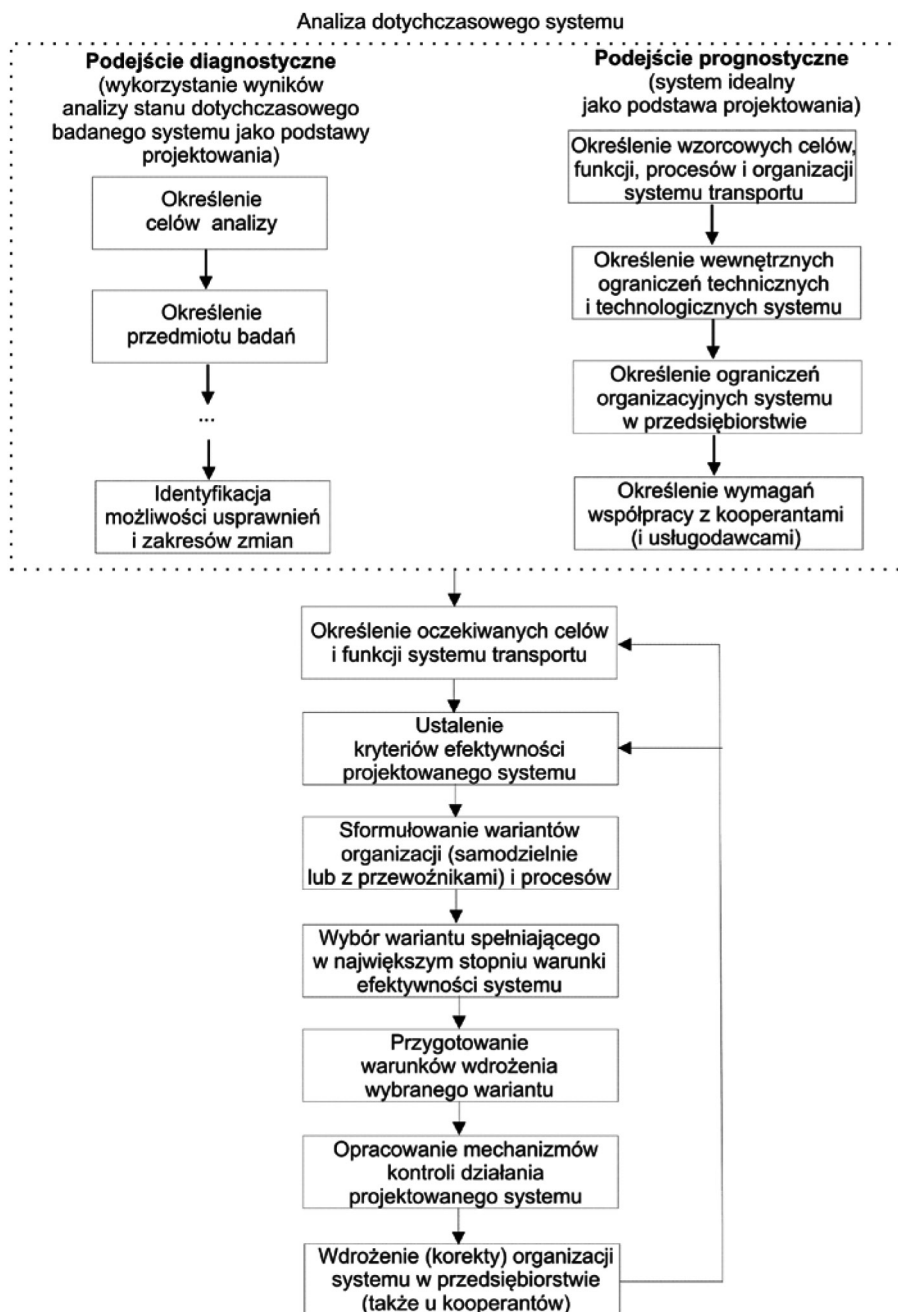 Analiza dotychczasowego systemu
Podejście diagnostyczne
(wykorzystanie wyników
analizy stanu dotychczasowego
badanego systemu jako podstawy
projektowania)
Określenie
celów analizy
Określenie
przedmiotu badań
...
Identyfikacja
możliwości usprawnień
i zakresów zmian
Podejście prognostyczne
(system idealny
jako podstawa projektowania)
Określenie wzorcowych celów,
funkcji, procesów i organizacji
systemu transportu
Określenie wewnętrznych
ograniczeń technicznych
i technologicznych systemu
Określenie ograniczeń
organizacyjnych systemu
w przedsiębiorstwie
Określenie wymagań
współpracy z kooperantami
(i usługodawcami)
Określenie oczekiwanych celów
i funkcji systemu transportu
Ustalenie
kryteriów efektywności
projektowanego systemu
Sformułowanie wariantów
organizacji (samodzielnie
lub z przewoźnikami) i procesów
Wybór wariantu spełniającego
w największym stopniu warunki
efektywności systemu
Przygotowanie
warunków wdrożenia
wybranego wariantu
Opracowanie mechanizmów
kontroli działania
projektowanego systemu
Wdrożenie (korekty) organizacji
systemu w przedsiębiorstwie
(także u kooperantów)